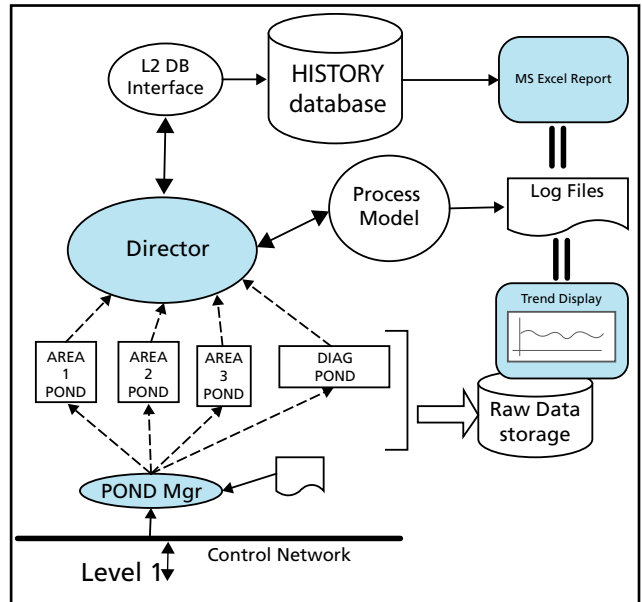 L2 DB
Interface
HISTORY
database
MS Excel Report
Director
Process
Model
Log Files
Trend Display
AREA
1
POND
AREA
2
POND
AREA
3
POND
DIAG
POND
Raw Data
storage
POND Mgr
Control Network
Level 1